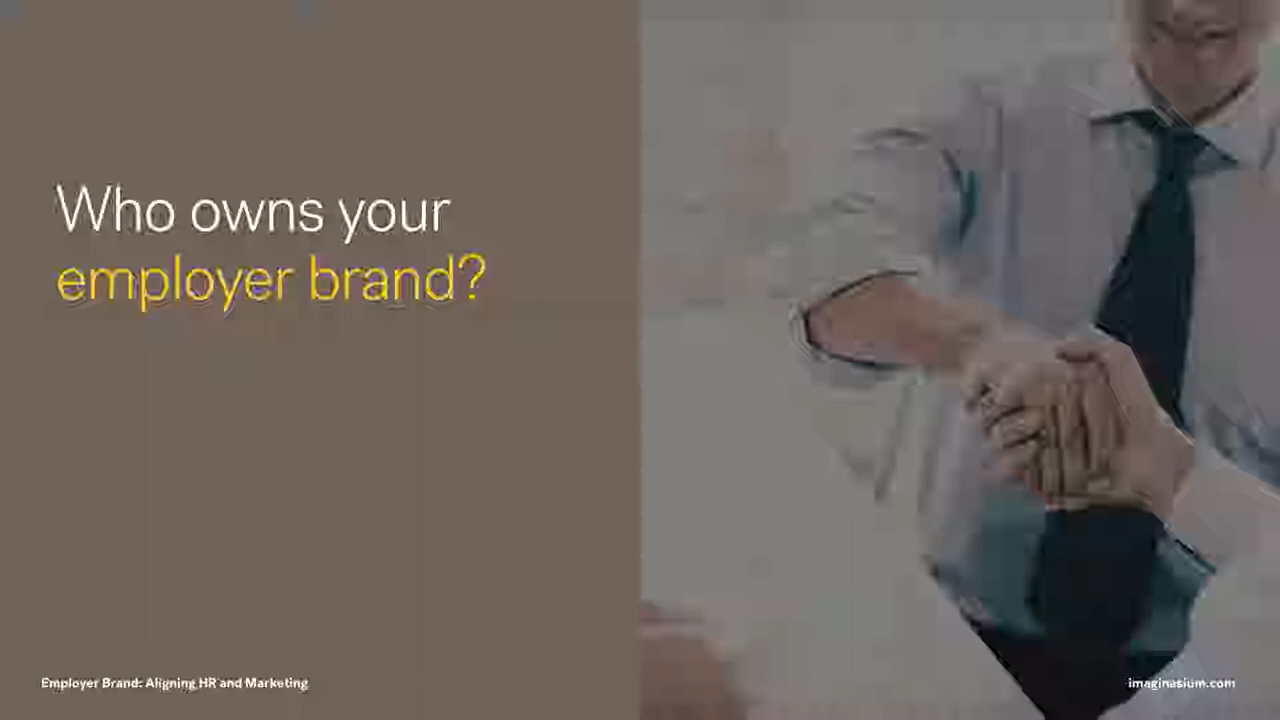 Who owns your
employer brand?
Employer Brand: Aligning HR and Marketing
imaginasium.com